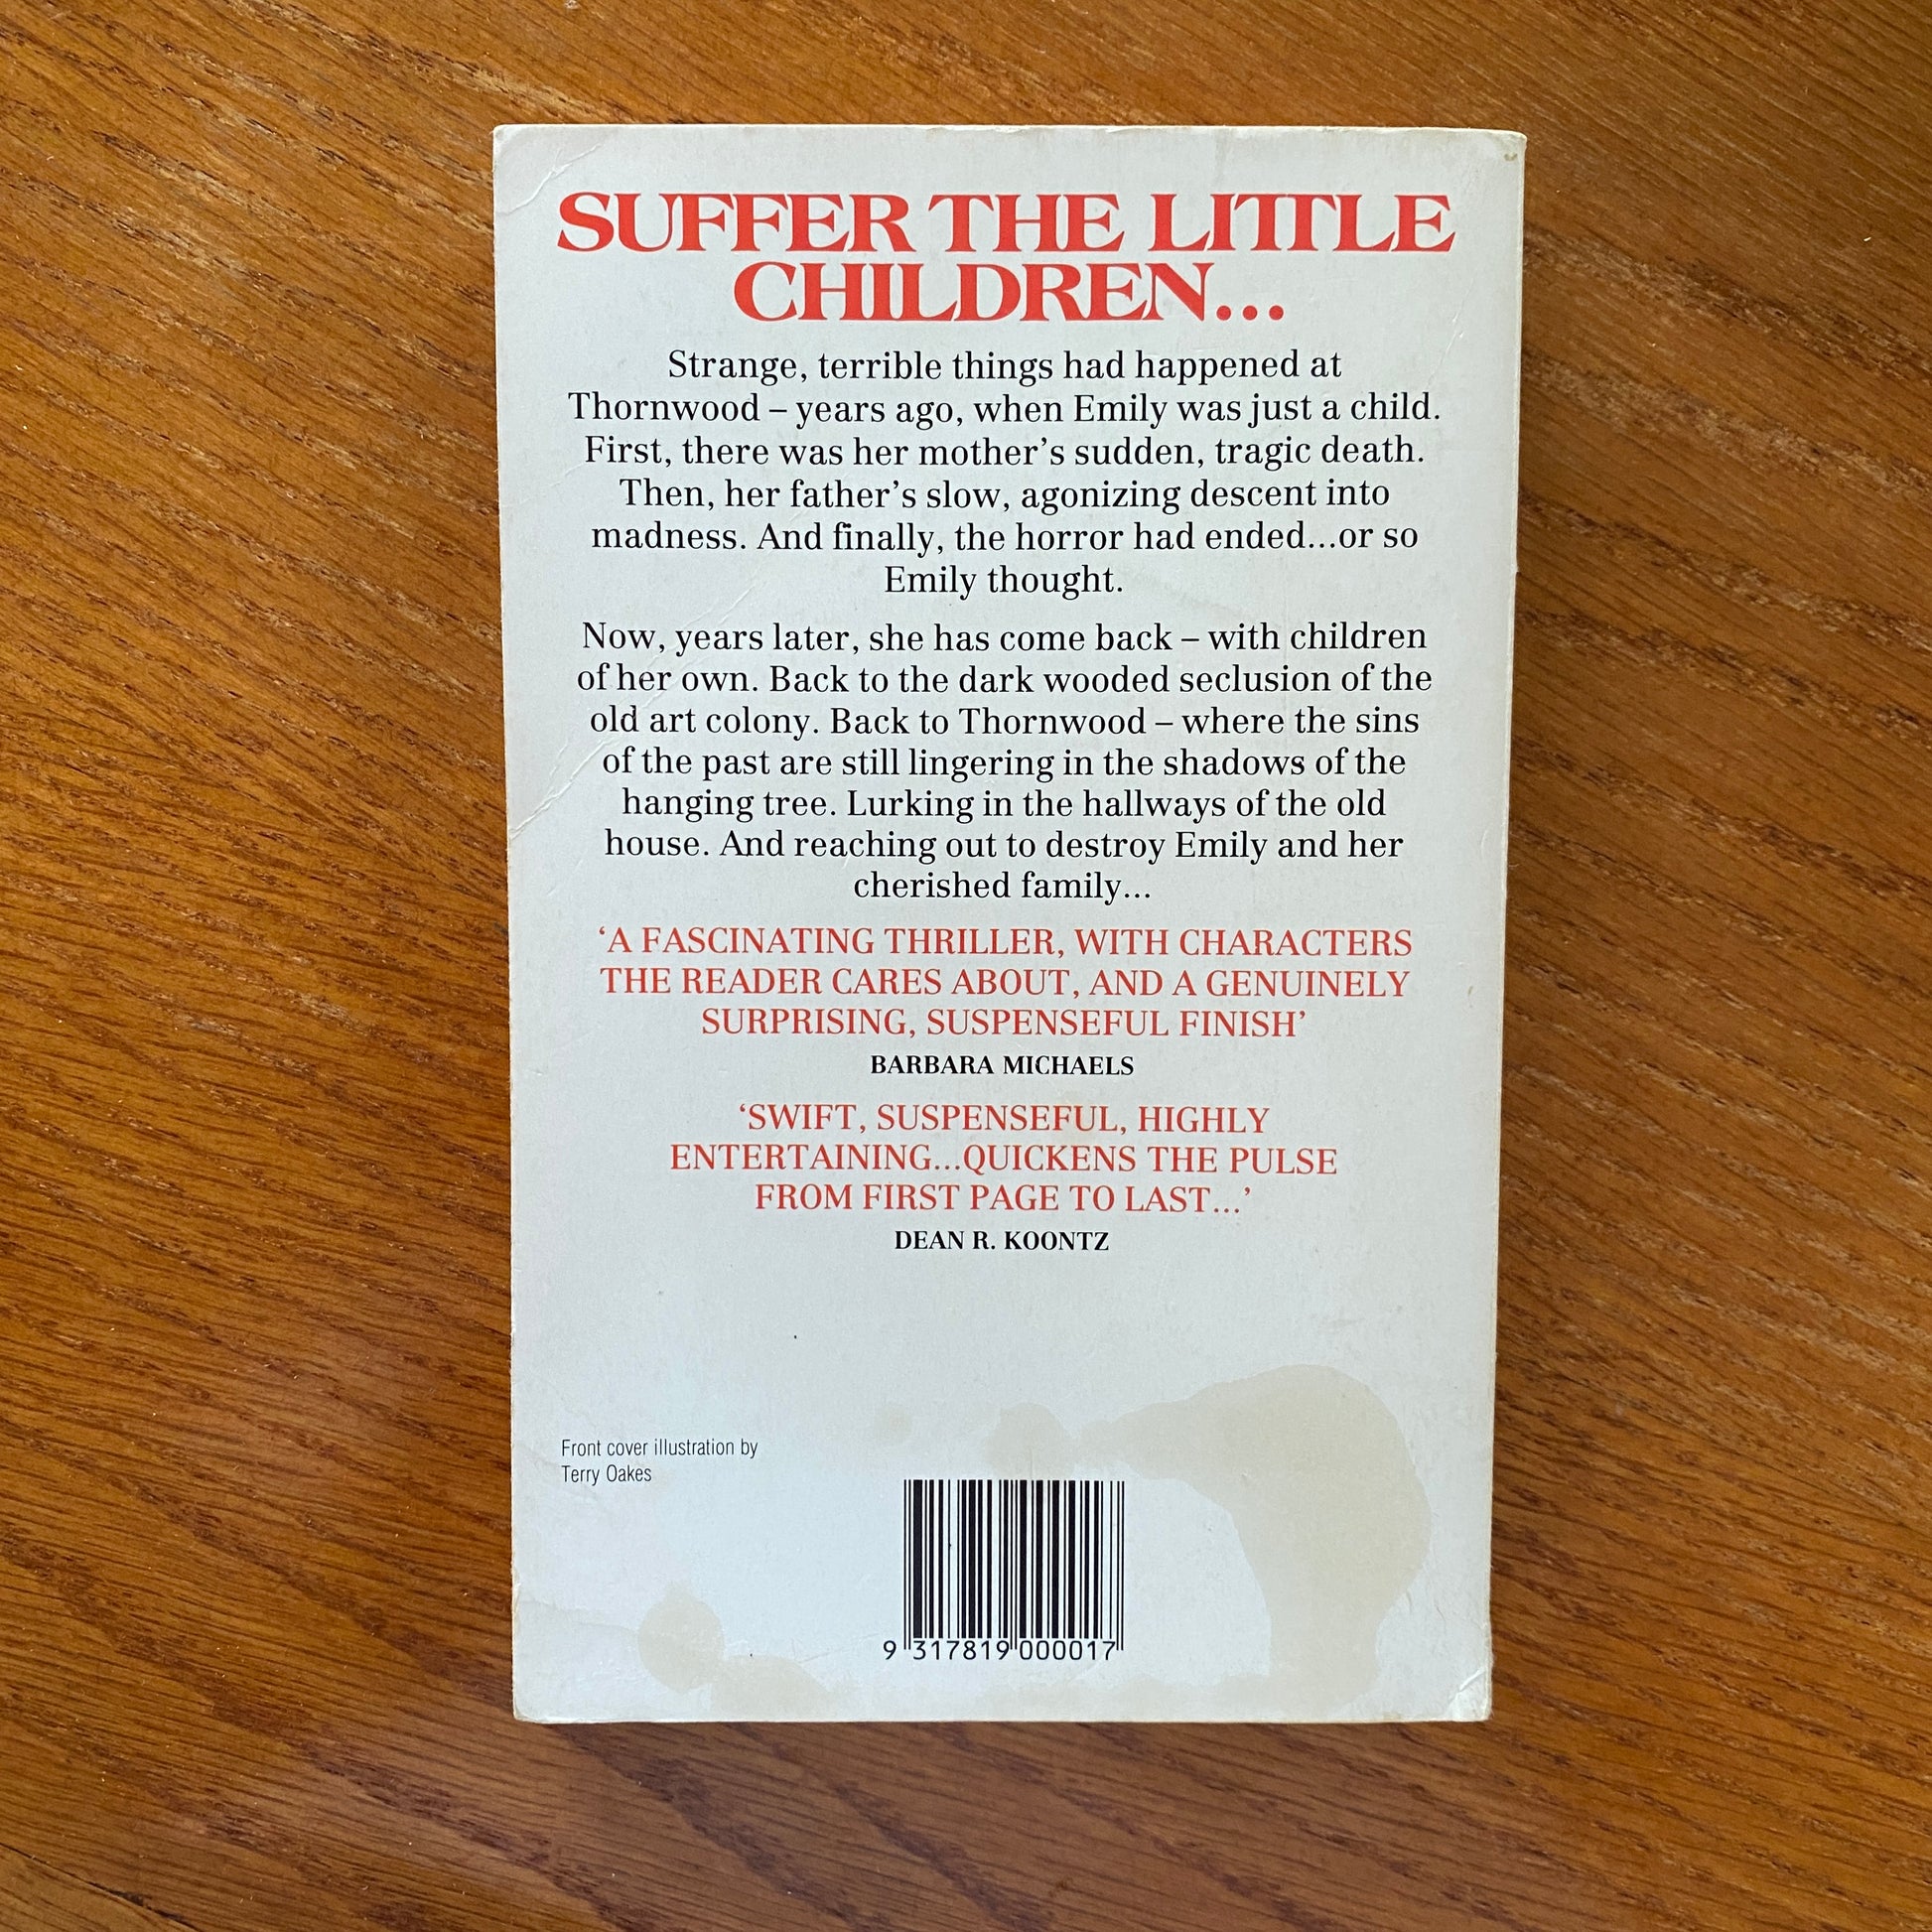 SUFFER THE LITTLE
CHILDREN...
Strange, terrible things had happened at
Thornwood – years ago, when Emily was just a child.
First, there was her mother's sudden, tragic death.
Then, her father's slow, agonizing descent into
madness. And finally, the horror had ended...or so
Emily thought.
Now, years later, she has come back – with children
of her own. Back to the dark wooded seclusion of the
old art colony. Back to Thornwood – where the sins
of the past are still lingering in the shadows of the
hanging tree. Lurking in the hallways of the old
house. And reaching out to destroy Emily and her
cherished family...
‘A FASCINATING THRILLER, WITH CHARACTERS
THE READER CARES ABOUT, AND A GENUINELY
SURPRISING, SUSPENSEFUL FINISH’
BARBARA MICHAELS
‘SWIFT, SUSPENSEFUL, HIGHLY
ENTERTAINING...QUICKENS THE PULSE
FROM FIRST PAGE TO LAST...’
DEAN R. KOONTZ
Front cover illustration by
Terry Oakes
9 317819 000017